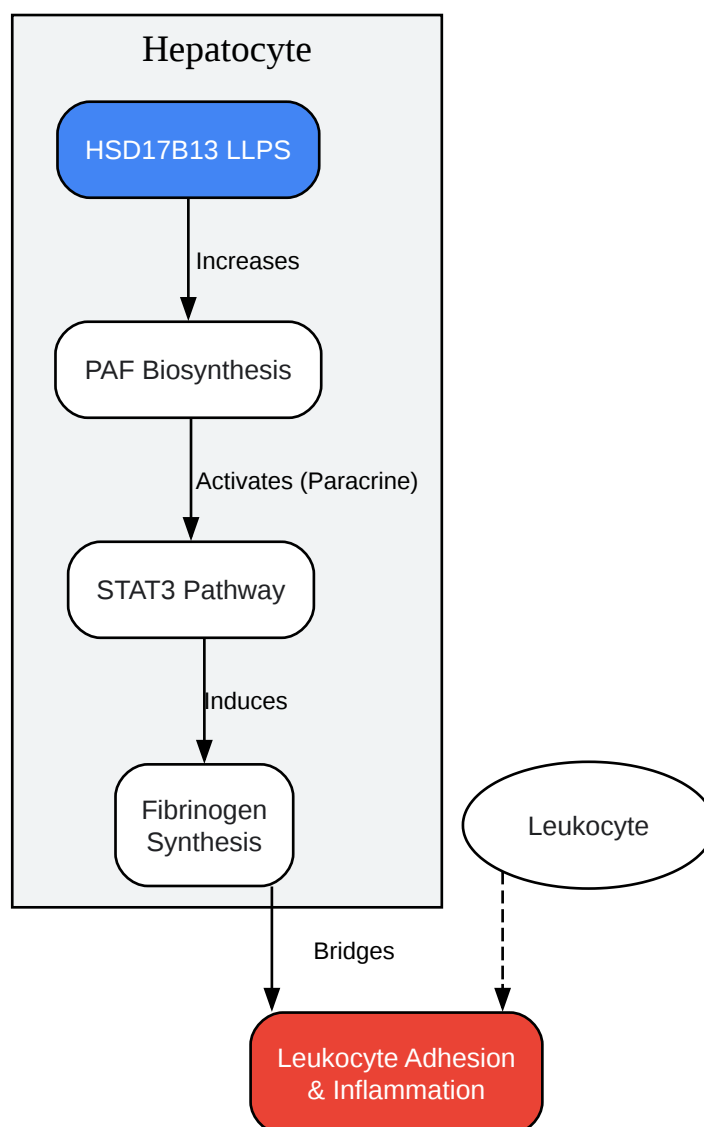 Hepatocyte
HSD17B13 LLPS
Increases
PAF Biosynthesis
Activates (Paracrine)
STAT3 Pathway
Induces
Fibrinogen
Synthesis
Leukocyte
Bridges
Leukocyte Adhesion
& Inflammation